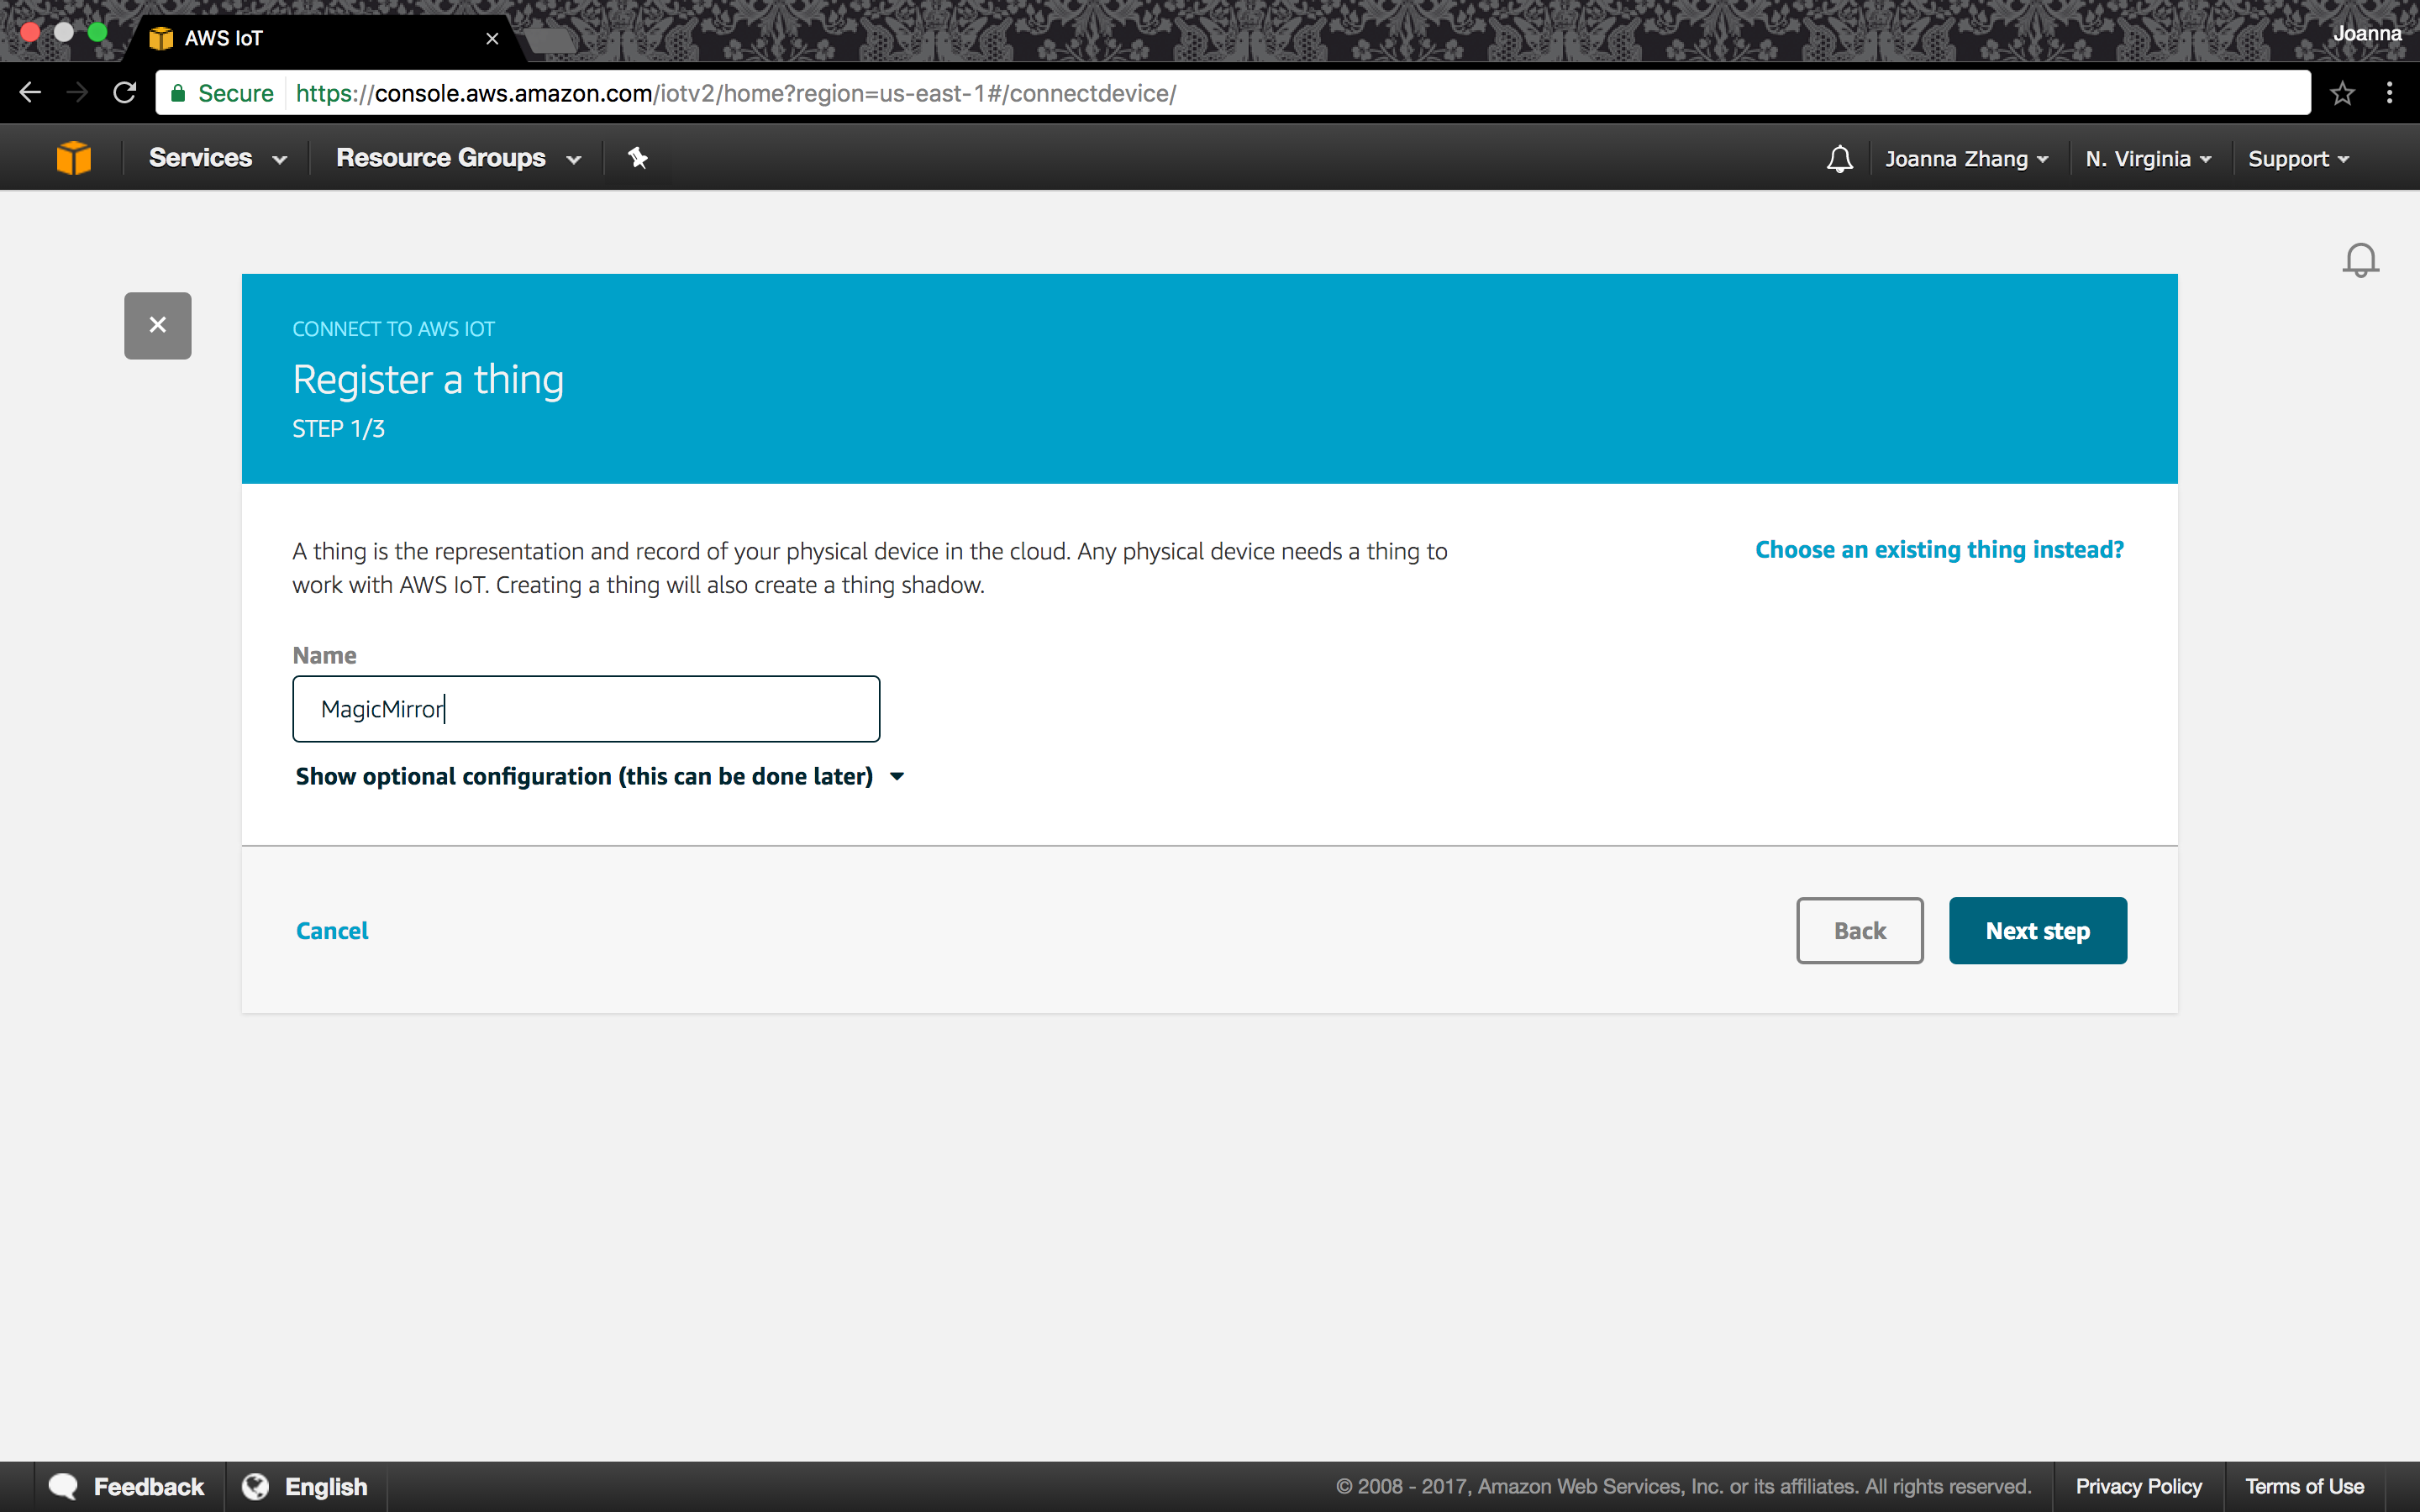 AWS IoT
Joanna
Secure https://console.aws.amazon.com/iotv2/home?region=us-east-1#/connectdevice/
Services Resource Groups Joanna Zhang N. Virginia Support
CONNECT TO AWS IOT
Register a thing
STEP 1/3
A thing is the representation and record of your physical device in the cloud. Any physical device needs a thing to
work with AWS IoT. Creating a thing will also create a thing shadow.
Choose an existing thing instead?
Name
MagicMirror
Show optional configuration (this can be done later)
Cancel Back Next step
Feedback English © 2008 - 2017, Amazon Web Services, Inc. or its affiliates. All rights reserved. Privacy Policy Terms of Use